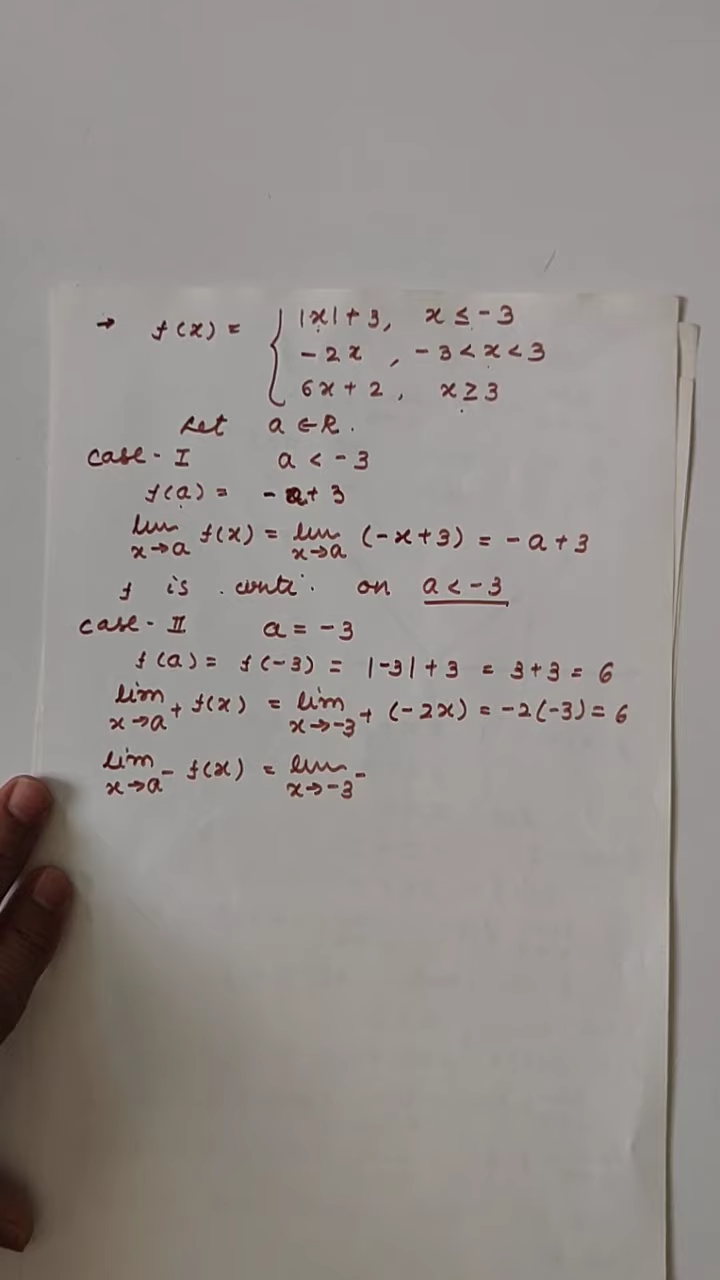 → f(x) = { |x| + 3, x ≤ -3
-2x , -3 < x < 3
6x + 2 , x ≥ 3
Let a ∈ R.
Case - I a < -3
f(a) = -a + 3
lim x→a f(x) = lim x→a (-x+3) = -a + 3
f is conti. on a < -3
Case - II a = -3
f(a) = f(-3) = |-3| + 3 = 3+3 = 6
lim x→a+ f(x) = lim x→-3+ (-2x) = -2(-3) = 6
lim x→a- f(x) = lim x→-3-